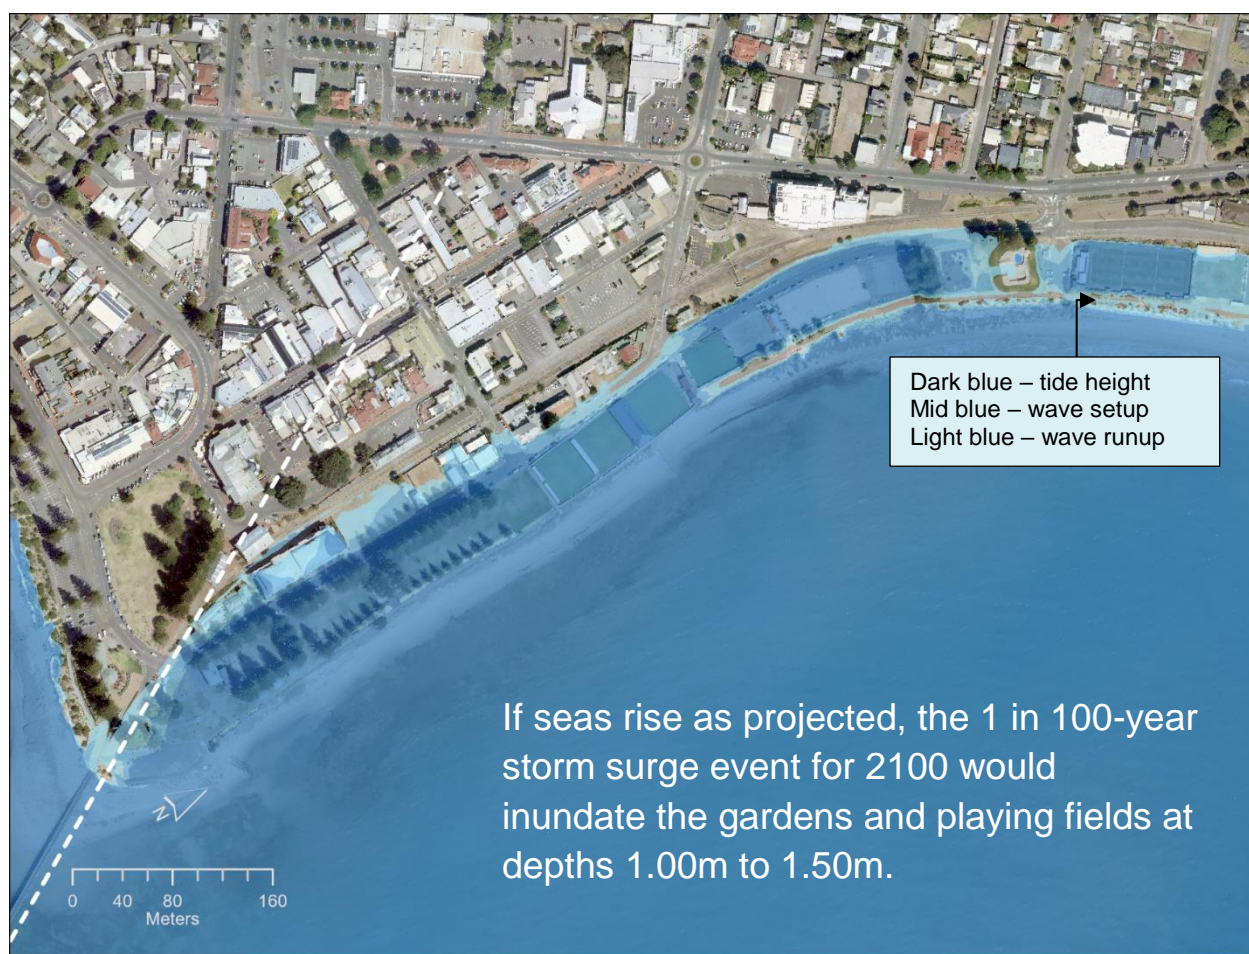 Dark blue – tide height
Mid blue – wave setup
Light blue – wave runup
If seas rise as projected, the 1 in 100-year
storm surge event for 2100 would
inundate the gardens and playing fields at
depths 1.00m to 1.50m.
N
0 40 80 160
Meters